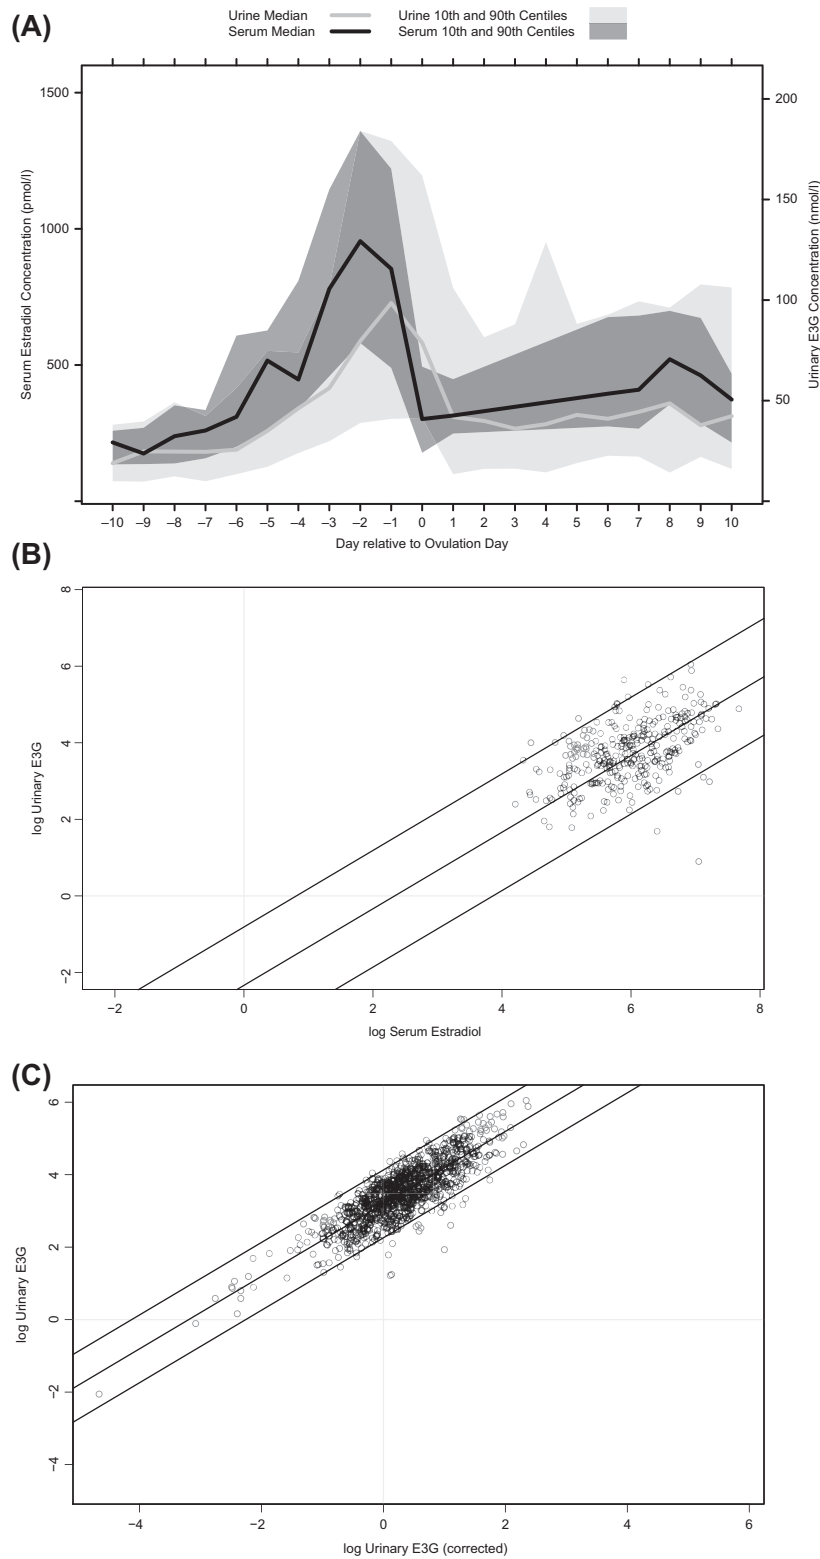 (A)
Urine Median
Urine 10th and 90th Centiles
Serum Median
Serum 10th and 90th Centiles
1500
1000
500
Serum Estradiol Concentration (pmol/l)
200
150
100
50
Urinary E3G Concentration (nmol/l)
–10 –9 –8 –7 –6 –5 –4 –3 –2 –1 0 1 2 3 4 5 6 7 8 9 10
Day relative to Ovulation Day
(B)
8
6
4
2
0
–2
log Urinary E3G
–2 0 2 4 6 8
log Serum Estradiol
(C)
6
4
2
0
–2
–4
log Urinary E3G
–4 –2 0 2 4 6
log Urinary E3G (corrected)